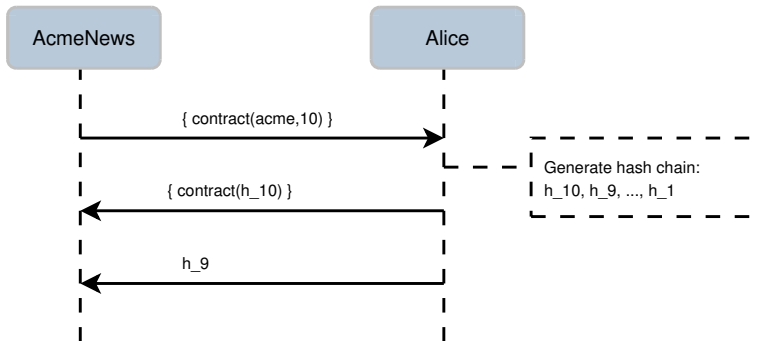 AcmeNews
Alice
{ contract(acme,10) }
Generate hash chain:
h_10, h_9, ..., h_1
{ contract(h_10) }
h_9